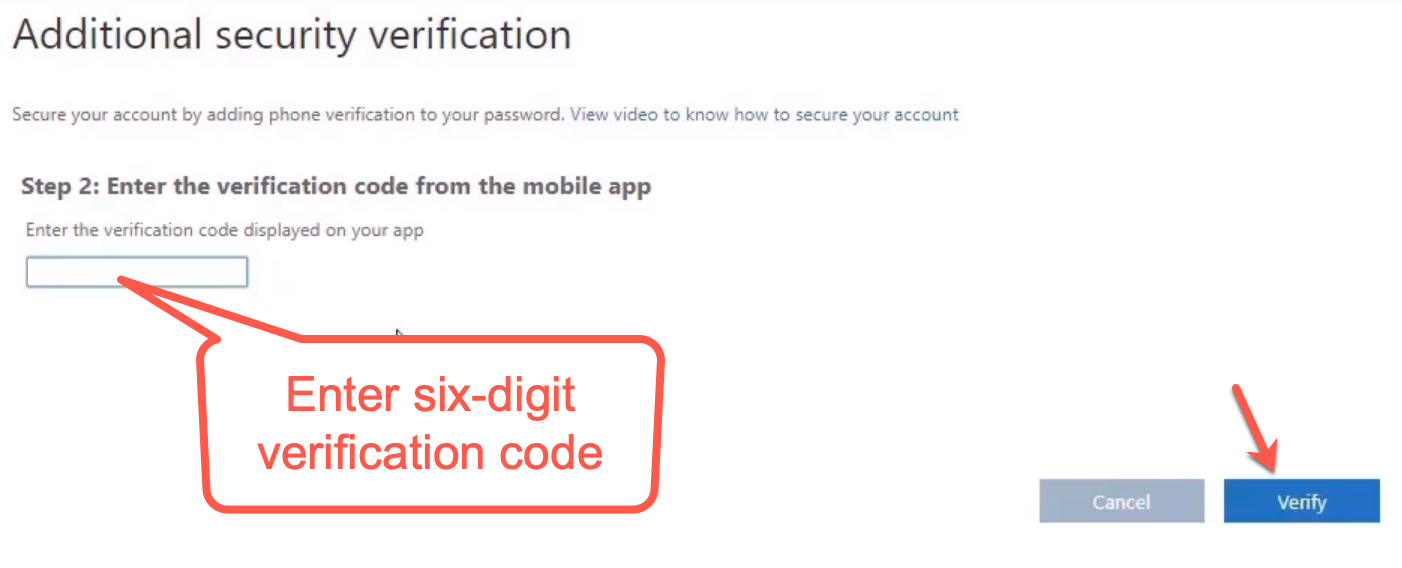 Additional security verification
Secure your account by adding phone verification to your password. View video to know how to secure your account
Step 2: Enter the verification code from the mobile app
Enter the verification code displayed on your app
Enter six-digit
verification code
Cancel
Verify